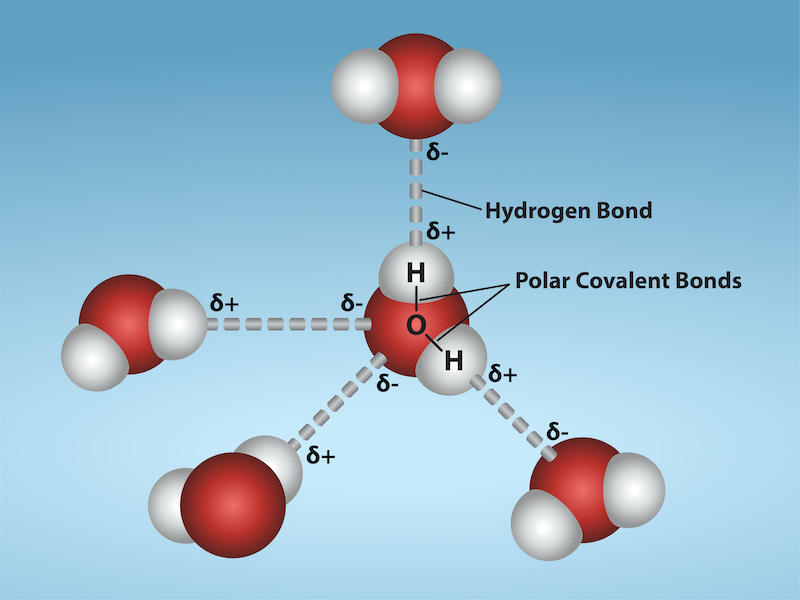 δ-
Hydrogen Bond
δ+
H
Polar Covalent Bonds
δ+
δ-
O
H
δ-
δ+
δ-
δ+